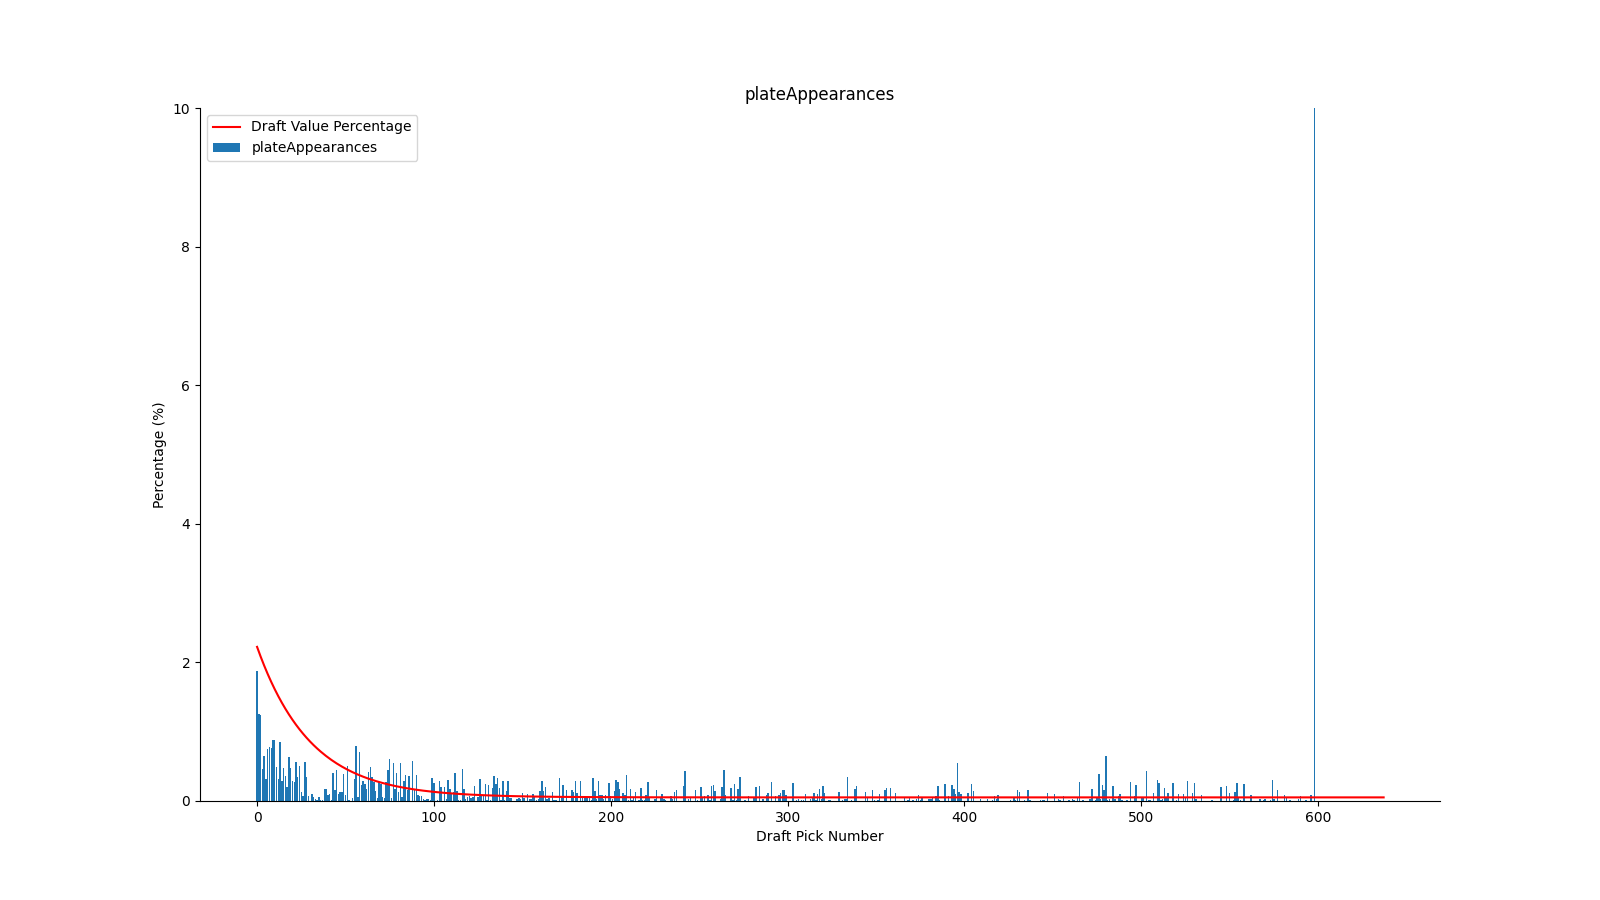 plateAppearances
Draft Value Percentage
plateAppearances
Percentage (%)
10
8
6
4
2
0
0 100 200 300 400 500 600
Draft Pick Number